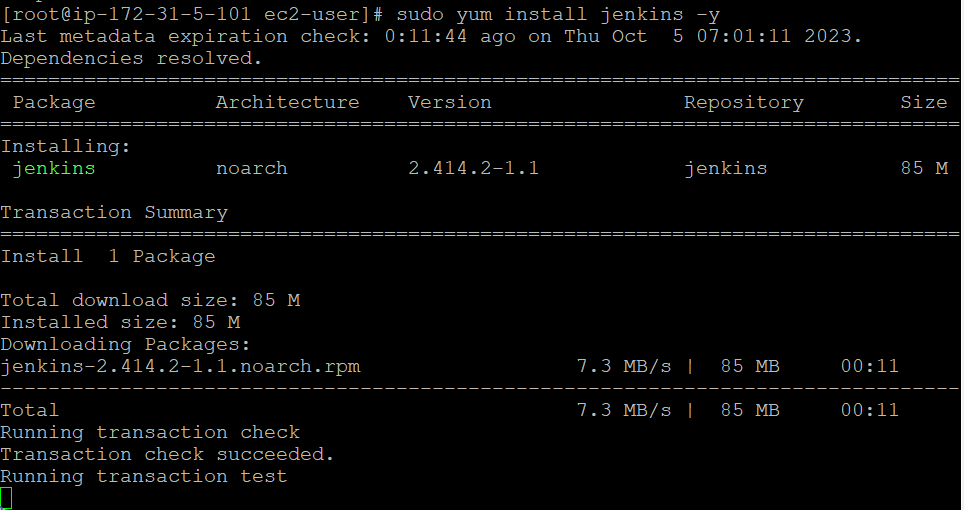 [root@ip-172-31-5-101 ec2-user]# sudo yum install jenkins -y
Last metadata expiration check: 0:11:44 ago on Thu Oct  5 07:01:11 2023.
Dependencies resolved.
================================================================================
 Package          Architecture    Version                Repository        Size
================================================================================
Installing:
 jenkins          noarch          2.414.2-1.1            jenkins           85 M

Transaction Summary
================================================================================
Install  1 Package

Total download size: 85 M
Installed size: 85 M
Downloading Packages:
jenkins-2.414.2-1.1.noarch.rpm                  7.3 MB/s |  85 MB     00:11
--------------------------------------------------------------------------------
Total                                           7.3 MB/s |  85 MB     00:11
Running transaction check
Transaction check succeeded.
Running transaction test